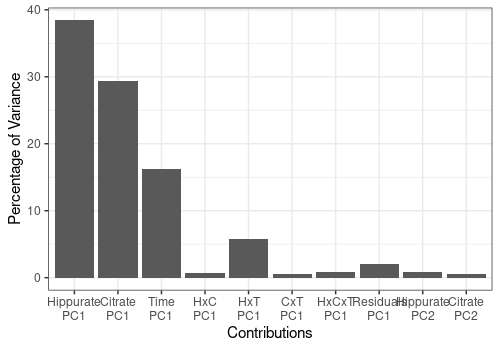 40
30
20
10
0
Percentage of Variance
Hippurate Citrate Time HxC HxT CxT HxCxT Residuals Hippurate Citrate
PC1 PC1 PC1 PC1 PC1 PC1 PC1 PC1 PC2 PC2
Contributions